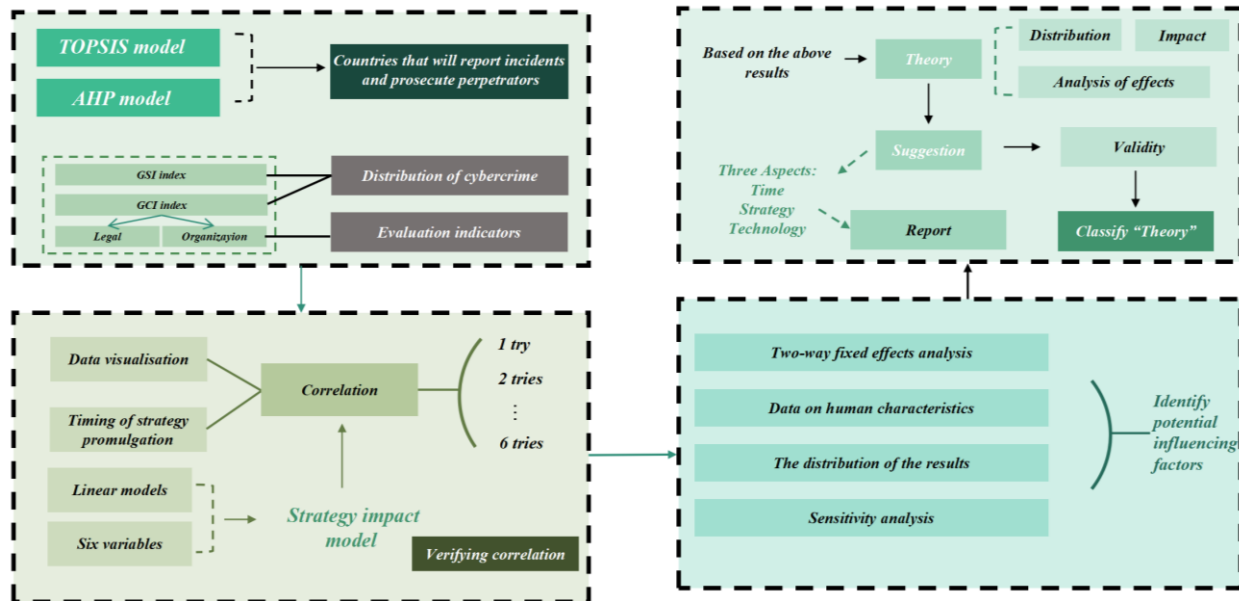 TOPSIS model
AHP model
Countries that will report incidents
and prosecute perpetrators
GSI index
GCI index
Legal
Organizayion
Distribution of cybercrime
Evaluation indicators
Data visualisation
Timing of strategy
promulgation
Linear models
Six variables
Correlation
Strategy impact
model
1 try
2 tries
⋮
6 tries
Verifying correlation
Based on the above
results
Theory
Distribution
Impact
Analysis of effects
Suggestion
Validity
Three Aspects:
Time
Strategy
Technology
Report
Classify “Theory”
Two-way fixed effects analysis
Data on human characteristics
The distribution of the results
Sensitivity analysis
Identify
potential
influencing
factors